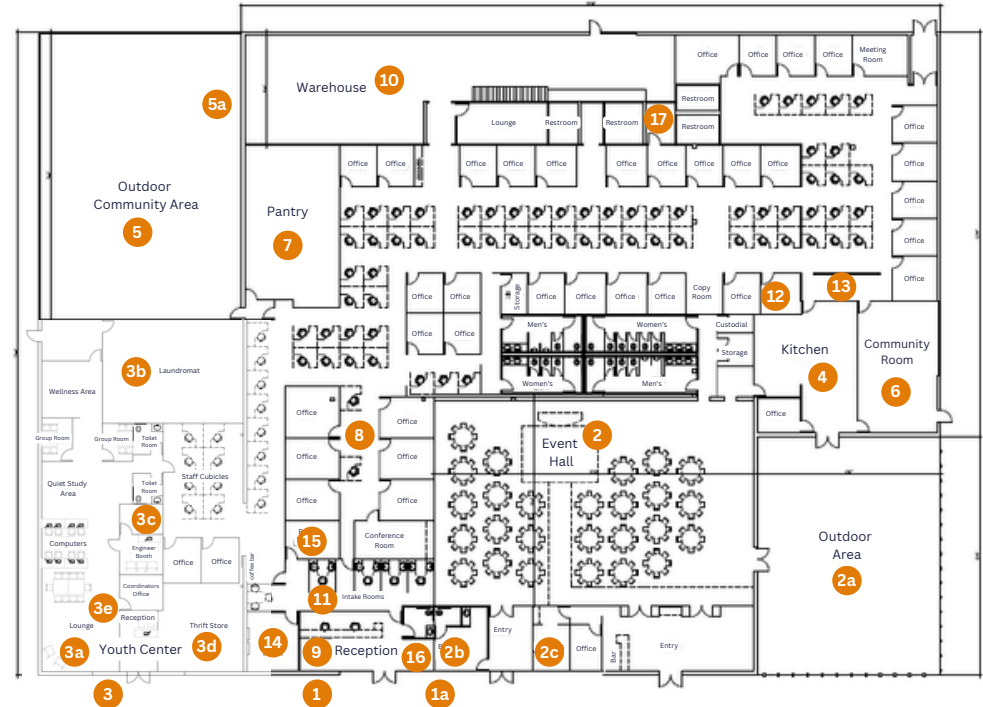 Office
Office
Office
Office
Meeting
Room
Warehouse
10
5a
Restroom
Lounge
Restroom
Restroom
17
Restroom
Office
Office
Office
Office
Office
Office
Office
Office
Office
Office
Office
Office
Outdoor
Community Area
5
Pantry
7
Office
Office
Office
Office
Office
Storage
Office
Office
Office
Office
Copy
Room
Office
12
13
Office
Office
Men's
Women's
Custodial
Storage
Women's
Men's
Kitchen
4
Community
Room
6
Office
3b
Laundromat
Wellness Area
Group Room
Group Room
Toilet
Room
Toilet
Room
Quiet Study
Area
Staff Cubicles
3c
Computers
Engineer
Booth
Office
Office
Coordinators
Office
coffee bar
3e
Reception
Lounge
Thrift Store
3a
Youth Center
3d
3
Office
Office
8
Office
Office
Office
Office
15
Conference
Room
Intake Rooms
11
14
9
Reception
16
2b
1
1a
Event
Hall
2
Entry
2c
Office
Bar
Entry
Outdoor
Area
2a